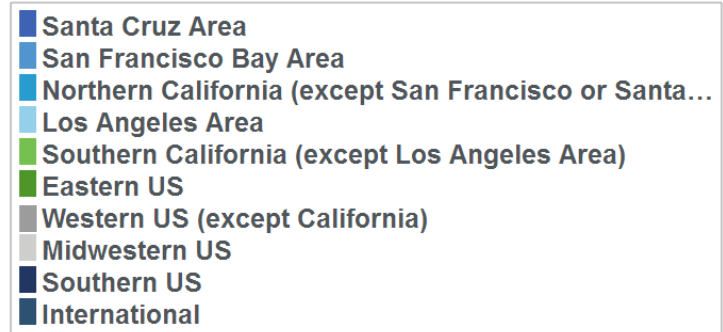 Santa Cruz Area
San Francisco Bay Area
Northern California (except San Francisco or Santa...
Los Angeles Area
Southern California (except Los Angeles Area)
Eastern US
Western US (except California)
Midwestern US
Southern US
International